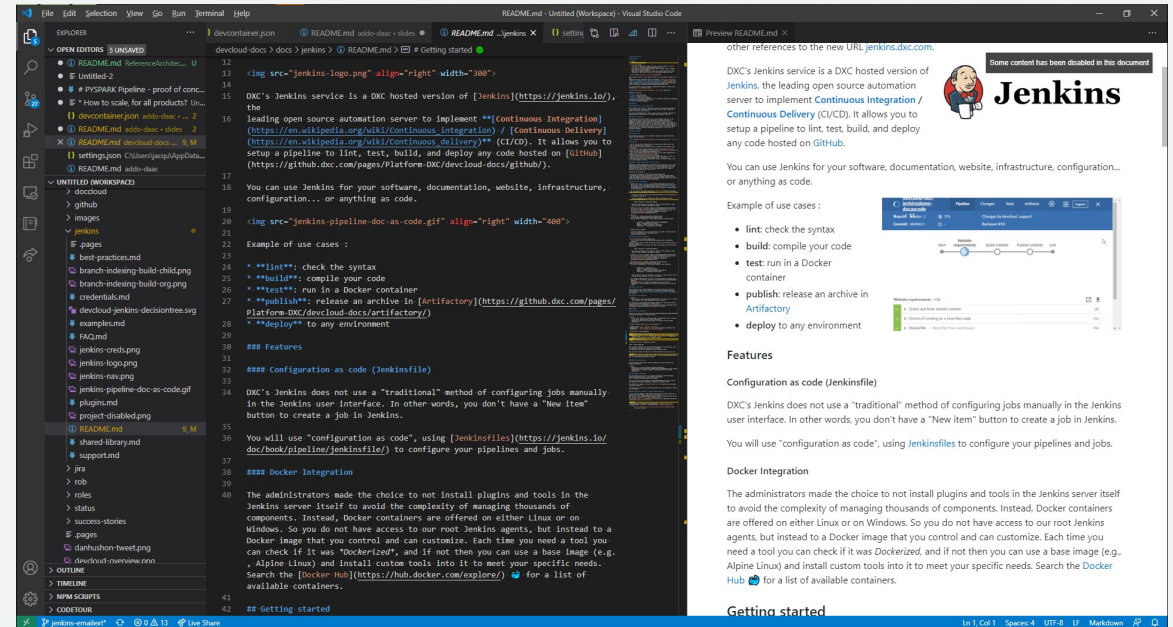 File Edit Selection View Go Run Terminal Help
README.md - Untitled (Workspace) - Visual Studio Code
EXPLORER
OPEN EDITORS 5 UNSAVED
README.md ReferenceArchitec... U
Untitled-2
# PYSPARK Pipeline - proof of conc...
* How to scale, for all products? Un...
devcontainer.json addo-daac • ... 2
README.md addo-daac • slides 2
README.md devcloud-docs ... 9, M
settings.json C:\Users\jacqu\AppData...
README.md addo-daac
UNTITLED (WORKSPACE)
doccloud
github
images
jenkins
.pages
best-practices.md
branch-indexing-build-child.png
branch-indexing-build-org.png
credentials.md
devcloud-jenkins-decisiontree.svg
examples.md
FAQ.md
jenkins-creds.png
jenkins-logo.png
jenkins-nav.png
jenkins-pipeline-doc-as-code.gif
plugins.md
project-disabled.png
README.md 9, M
shared-library.md
support.md
jira
rob
roles
status
success-stories
.pages
danhushon-tweet.png
devcloud-overview.png
OUTLINE
TIMELINE
NPM SCRIPTS
CODETOUR
devcontainer.json
README.md addo-daac • slides
README.md ...\jenkins
setting
devcloud-docs > docs > jenkins > README.md > # Getting started
12
13 <img src="jenkins-logo.png" align="right" width="300">
14
15 DXC's Jenkins service is a DXC hosted version of [Jenkins](https://jenkins.io/),
the
16 leading open-source automation server to implement **[Continuous Integration]
(https://en.wikipedia.org/wiki/Continuous_integration) / [Continuous Delivery]
(https://en.wikipedia.org/wiki/Continuous_delivery)** (CI/CD). It allows you to
setup a pipeline to lint, test, build, and deploy any code hosted on [GitHub]
(https://github.dxc.com/pages/Platform-DXC/devcloud-docs/github/).
17
18 You can use Jenkins for your software, documentation, website, infrastructure,
configuration... or anything as code.
19
20 <img src="jenkins-pipeline-doc-as-code.gif" align="right" width="400">
21
22 Example of use cases :
23
24 * **lint**: check the syntax
25 * **build**: compile your code
26 * **test**: run in a Docker container
27 * **publish**: release an archive in [Artifactory](https://github.dxc.com/pages/
Platform-DXC/devcloud-docs/artifactory/)
28 * **deploy** to any environment
29
30 ### Features
31
32 #### Configuration as code (Jenkinsfile)
33
34 DXC's Jenkins does not use a "traditional" method of configuring jobs manually
in the Jenkins user interface. In other words, you don't have a "New item"
button to create a job in Jenkins.
35
36 You will use "configuration as code", using [Jenkinsfiles](https://jenkins.io/
doc/book/pipeline/jenkinsfile/) to configure your pipelines and jobs.
37
38 #### Docker Integration
39
40 The administrators made the choice to not install plugins and tools in the
Jenkins server itself to avoid the complexity of managing thousands of
components. Instead, Docker containers are offered on either Linux or on
Windows. So you do not have access to our root Jenkins agents, but instead to a
Docker image that you control and can customize. Each time you need a tool you
can check if it was *Dockerized*, and if not then you can use a base image (e.g.
, Alpine Linux) and install custom tools into it to meet your specific needs.
Search the [Docker Hub](https://hub.docker.com/explore/) for a list of
available containers.
41
42 ## Getting started
Preview README.md
other references to the new URL jenkins.dxc.com.
Some content has been disabled in this document
DXC's Jenkins service is a DXC hosted version of
Jenkins, the leading open-source automation
server to implement Continuous Integration /
Continuous Delivery (CI/CD). It allows you to
setup a pipeline to lint, test, build, and deploy
any code hosted on GitHub.
Jenkins
You can use Jenkins for your software, documentation, website, infrastructure, configuration...
or anything as code.
Example of use cases :
• lint: check the syntax
• build: compile your code
• test: run in a Docker
container
• publish: release an archive in
Artifactory
• deploy to any environment
Pipeline Changes Tests Artifacts Logout
Start Website requirements Build website Publish website End
Features
Configuration as code (Jenkinsfile)
DXC's Jenkins does not use a "traditional" method of configuring jobs manually in the Jenkins
user interface. In other words, you don't have a "New item" button to create a job in Jenkins.
You will use "configuration as code", using Jenkinsfiles to configure your pipelines and jobs.
Docker Integration
The administrators made the choice to not install plugins and tools in the Jenkins server itself
to avoid the complexity of managing thousands of components. Instead, Docker containers
are offered on either Linux or on Windows. So you do not have access to our root Jenkins
agents, but instead to a Docker image that you control and can customize. Each time you
need a tool you can check if it was Dockerized, and if not then you can use a base image (e.g.,
Alpine Linux) and install custom tools into it to meet your specific needs. Search the Docker
Hub for a list of available containers.
Getting started
jenkins-emailext* 0 13 Live Share
Ln 1, Col 1 Spaces: 4 UTF-8 LF Markdown